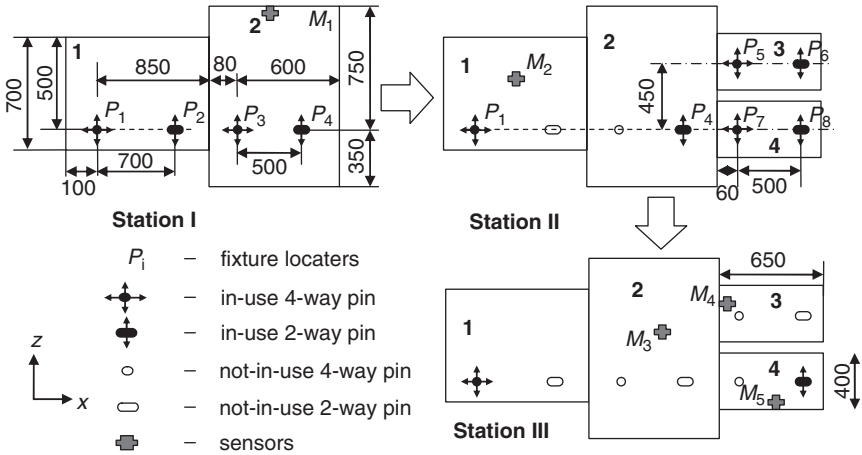 1
2
M1
850
80
600
750
700
500
P1
P2
P3
P4
700
500
350
100
Station I
1
2
3
M2
P5
P6
450
P1
P4
P7
P8
4
60
500
Station II
Pi – fixture locaters
– in-use 4-way pin
– in-use 2-way pin
– not-in-use 4-way pin
– not-in-use 2-way pin
– sensors
z
x
650
1
2
M4
3
M3
4
M5
400
Station III